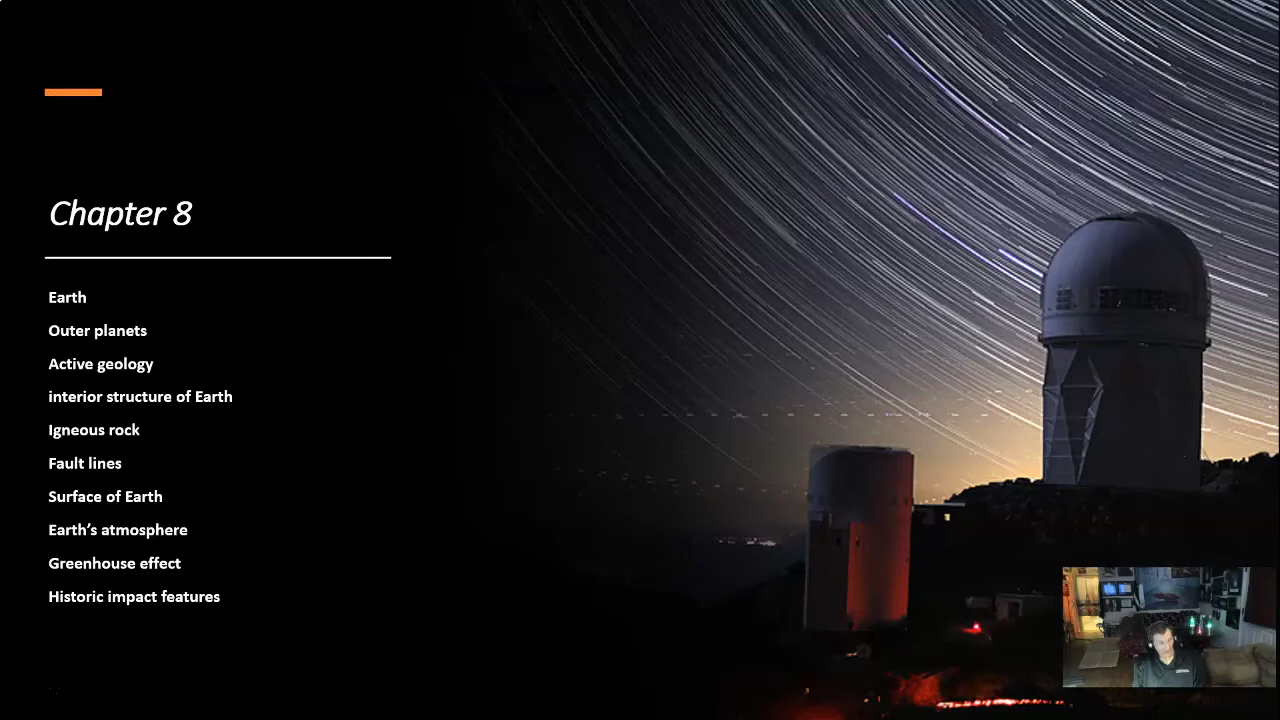 Chapter 8
Earth
Outer planets
Active geology
interior structure of Earth
Igneous rock
Fault lines
Surface of Earth
Earth’s atmosphere
Greenhouse effect
Historic impact features